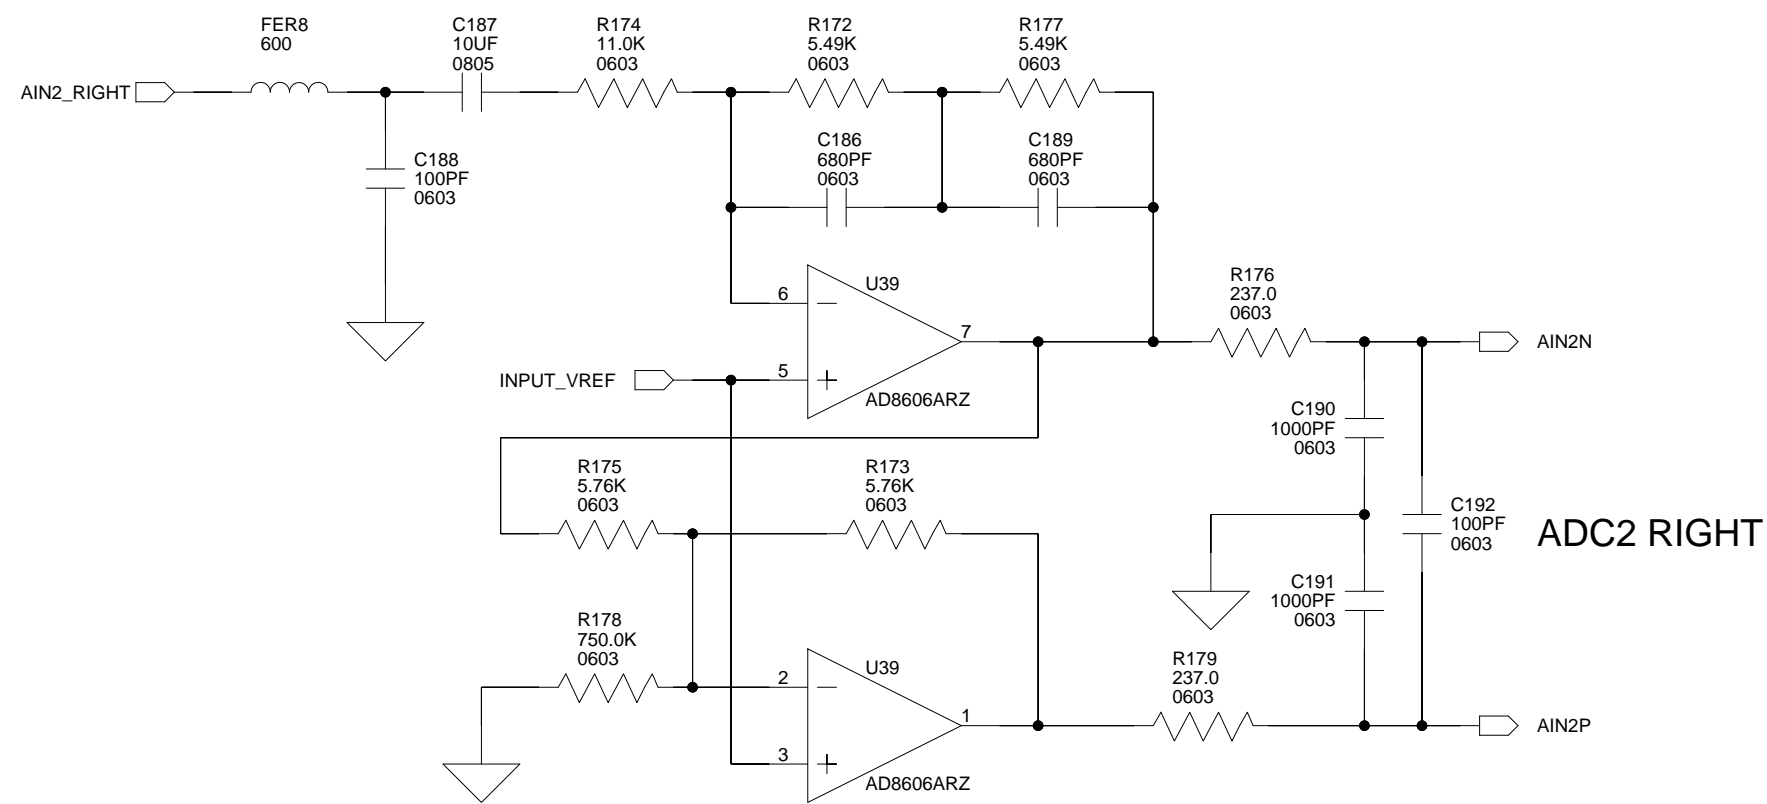 FER8
600
C187
10UF
0805
R174
11.0K
0603
R172
5.49K
0603
R177
5.49K
0603
AIN2_RIGHT
C188
100PF
0603
C186
680PF
0603
C189
680PF
0603
U39
6
7
5
AD8606ARZ
INPUT_VREF
R176
237.0
0603
AIN2N
C190
1000PF
0603
R175
5.76K
0603
R173
5.76K
0603
C192
100PF
0603
ADC2 RIGHT
C191
1000PF
0603
R178
750.0K
0603
U39
2
1
3
AD8606ARZ
R179
237.0
0603
AIN2P